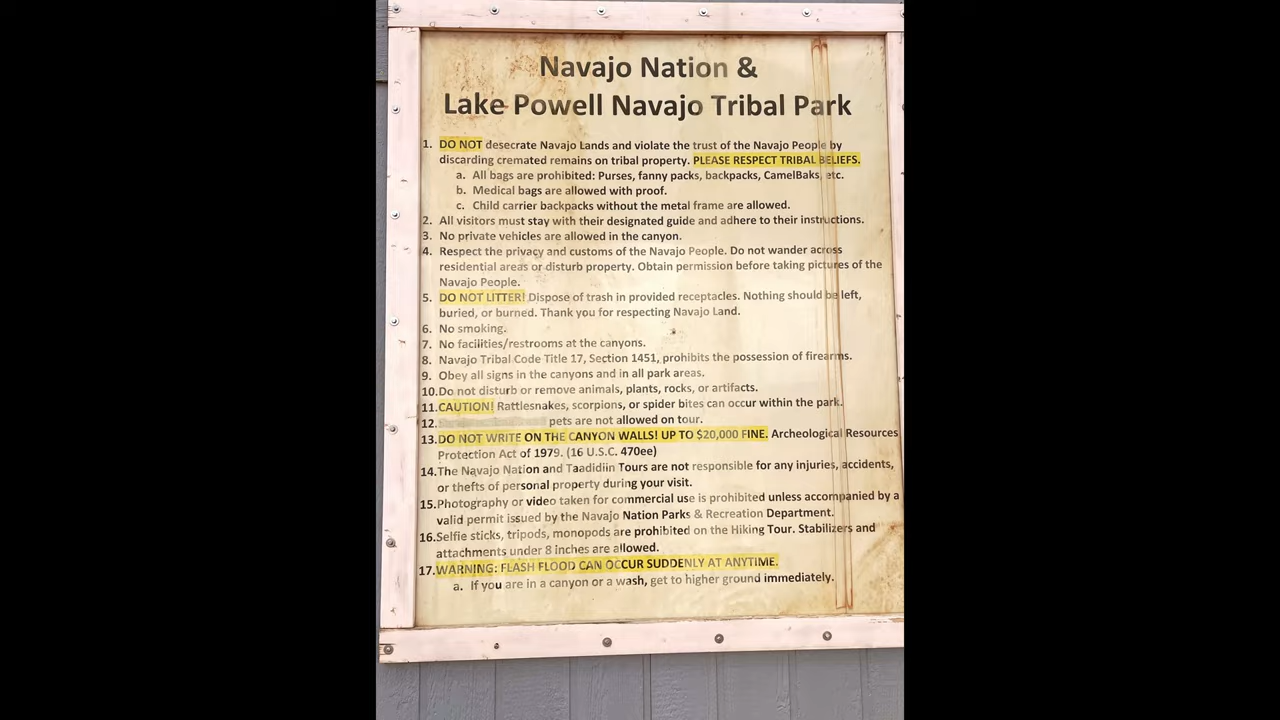 Navajo Nation &
Lake Powell Navajo Tribal Park
1. DO NOT desecrate Navajo Lands and violate the trust of the Navajo People by
discarding cremated remains on tribal property. PLEASE RESPECT TRIBAL BELIEFS.
a. All bags are prohibited: Purses, fanny packs, backpacks, CamelBaks, etc.
b. Medical bags are allowed with proof.
c. Child carrier backpacks without the metal frame are allowed.
2. All visitors must stay with their designated guide and adhere to their instructions.
3. No private vehicles are allowed in the canyon.
4. Respect the privacy and customs of the Navajo People. Do not wander across
residential areas or disturb property. Obtain permission before taking pictures of the
Navajo People.
5. DO NOT LITTER! Dispose of trash in provided receptacles. Nothing should be left,
buried, or burned. Thank you for respecting Navajo Land.
6. No smoking.
7. No facilities/restrooms at the canyons.
8. Navajo Tribal Code Title 17, Section 1451, prohibits the possession of firearms.
9. Obey all signs in the canyons and in all park areas.
10. Do not disturb or remove animals, plants, rocks, or artifacts.
11. CAUTION! Rattlesnakes, scorpions, or spider bites can occur within the park.
12. pets are not allowed on tour.
13. DO NOT WRITE ON THE CANYON WALLS! UP TO $20,000 FINE. Archeological Resources
Protection Act of 1979. (16 U.S.C. 470ee)
14. The Navajo Nation and Taadidiin Tours are not responsible for any injuries, accidents,
or thefts of personal property during your visit.
15. Photography or video taken for commercial use is prohibited unless accompanied by a
valid permit issued by the Navajo Nation Parks & Recreation Department.
16. Selfie sticks, tripods, monopods are prohibited on the Hiking Tour. Stabilizers and
attachments under 8 inches are allowed.
17. WARNING: FLASH FLOOD CAN OCCUR SUDDENLY AT ANYTIME.
a. If you are in a canyon or a wash, get to higher ground immediately.